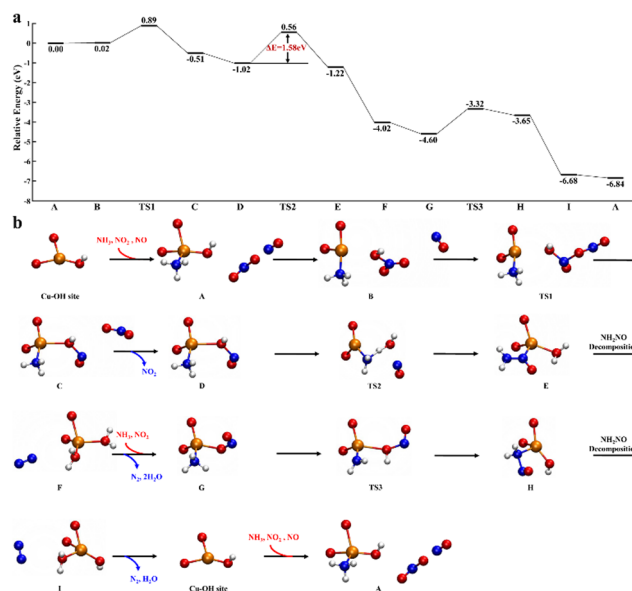 a
1
0
-1
-2
-3
-4
-5
-6
-7
-8
Relative Energy (eV)
0.00
0.02
0.89
-0.51
-1.02
0.56
ΔE=1.58eV
-1.22
-4.02
-4.60
-3.32
-3.65
-6.68
-6.84
A B TS1 C D TS2 E F G TS3 H I A
b
NH₃, NO₂ , NO
Cu-OH site A B TS1
NO₂
NH₂NO
Decomposition
C D TS2 E
NH₃, NO₂
N₂, 2H₂O
NH₂NO
Decomposition
F G TS3 H
NH₃, NO₂ , NO
N₂, H₂O
I Cu-OH site A